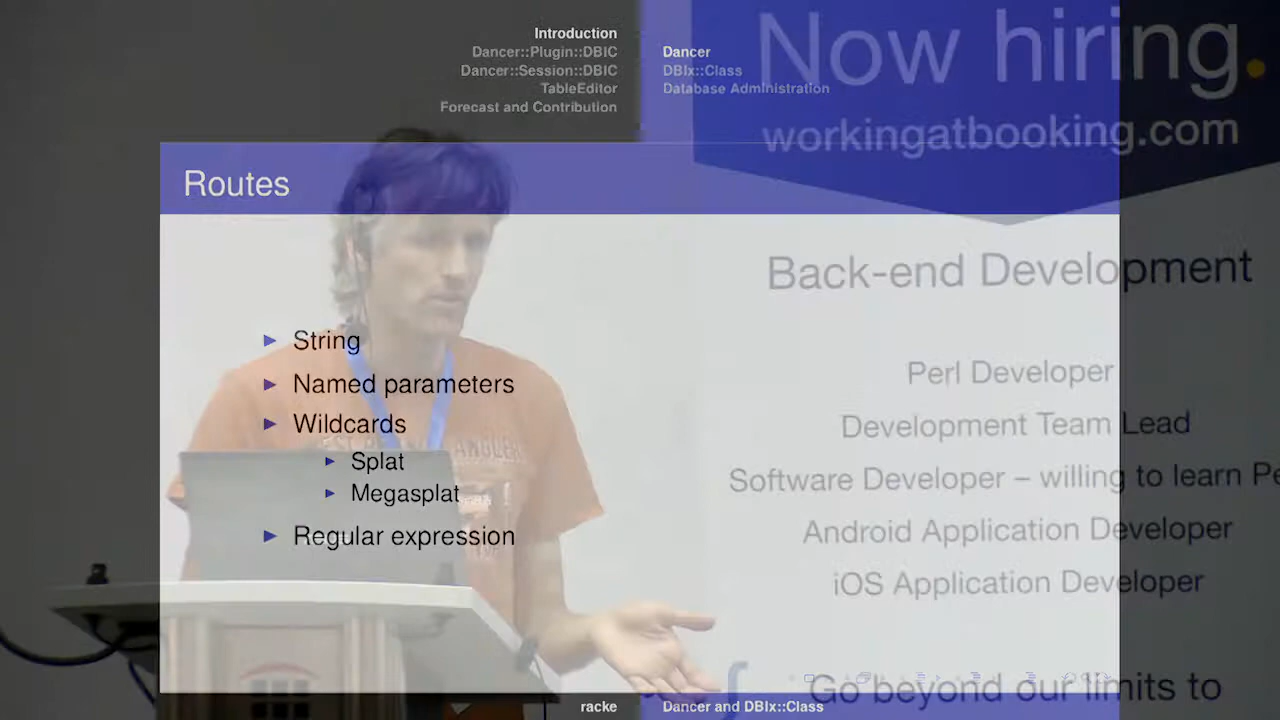 Introduction
Dancer::Plugin::DBIC
Dancer::Session::DBIC
TableEditor
Forecast and Contribution
Dancer
DBIx::Class
Database Administration
Now hiring.
workingatbooking.com
Routes
String
Named parameters
Wildcards
Splat
Megasplat
Regular expression
Back-end Development
Perl Developer
Development Team Lead
Software Developer – willing to learn Pe
Android Application Developer
iOS Application Developer
Go beyond our limits to
racke
Dancer and DBIx::Class